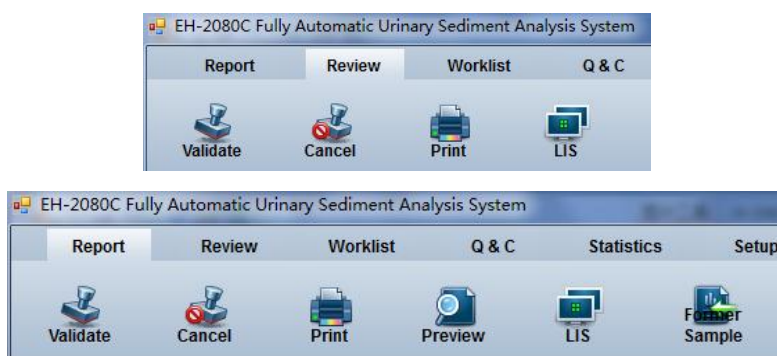 EH-2080C Fully Automatic Urinary Sediment Analysis System
Report Review Worklist Q & C
Validate Cancel Print LIS
EH-2080C Fully Automatic Urinary Sediment Analysis System
Report Review Worklist Q & C Statistics Setup
Validate Cancel Print Preview LIS Former Sample